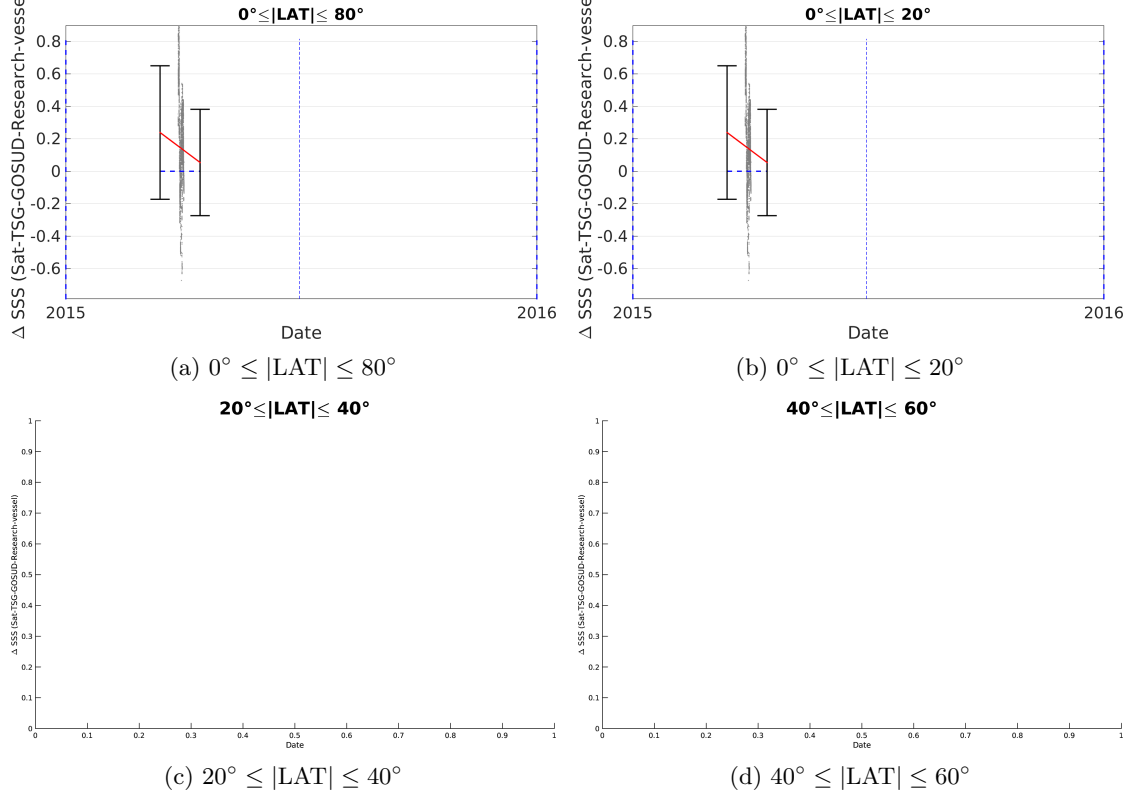 0°≤|LAT|≤ 80°
Δ SSS (Sat-TSG-GOSUD-Research-vesse
0.8
0.6
0.4
0.2
0
-0.2
-0.4
-0.6
2015 2016
Date
(a) 0° ≤ |LAT| ≤ 80°
0°≤|LAT|≤ 20°
Δ SSS (Sat-TSG-GOSUD-Research-vesse
0.8
0.6
0.4
0.2
0
-0.2
-0.4
-0.6
2015 2016
Date
(b) 0° ≤ |LAT| ≤ 20°
20°≤|LAT|≤ 40°
Δ SSS (Sat-TSG-GOSUD-Research-vessel)
1
0.9
0.8
0.7
0.6
0.5
0.4
0.3
0.2
0.1
0
0 0.1 0.2 0.3 0.4 0.5 0.6 0.7 0.8 0.9 1
Date
(c) 20° ≤ |LAT| ≤ 40°
40°≤|LAT|≤ 60°
Δ SSS (Sat-TSG-GOSUD-Research-vessel)
1
0.9
0.8
0.7
0.6
0.5
0.4
0.3
0.2
0.1
0
0 0.1 0.2 0.3 0.4 0.5 0.6 0.7 0.8 0.9 1
Date
(d) 40° ≤ |LAT| ≤ 60°